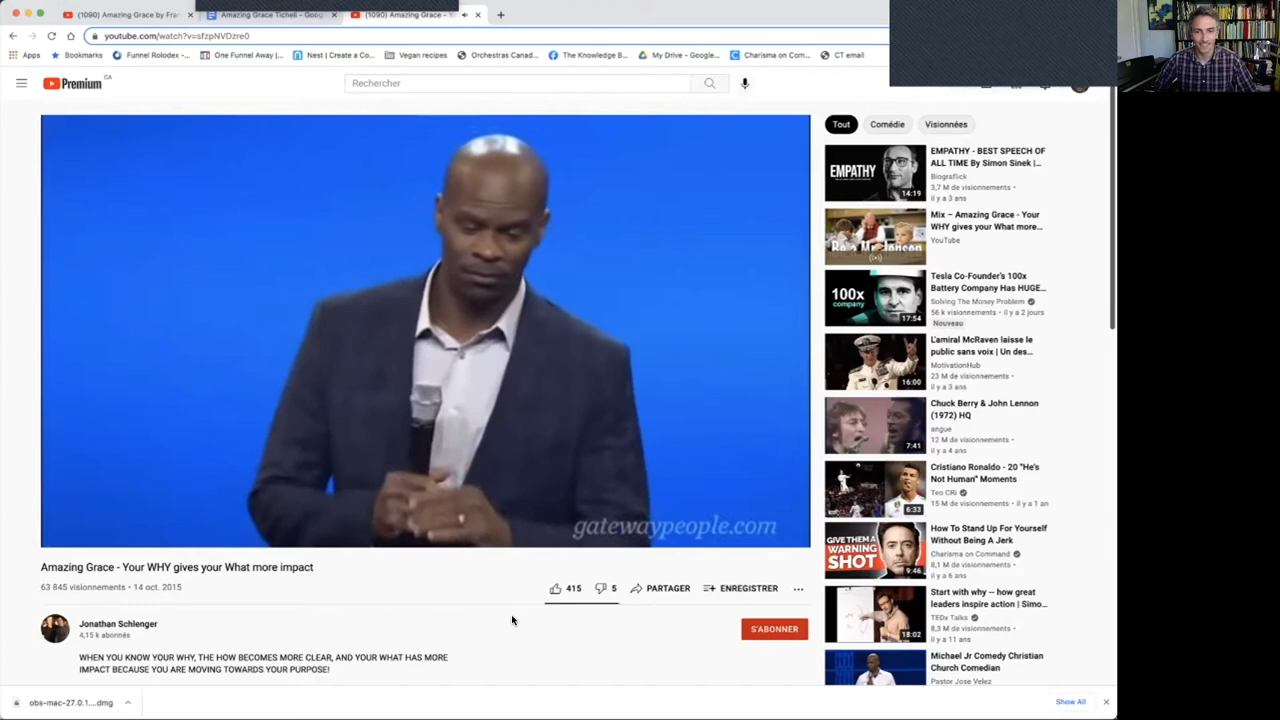 (1090) Amazing Grace by Fran
Amazing Grace Ticheli - Goog
(1090) Amazing Grace - Y
youtube.com/watch?v=sfzpNVDzre0
Apps
Bookmarks
Funnel Rolodex -...
One Funnel Away |...
Nest | Create a Co...
Vegan recipes
Orchestras Canad...
The Knowledge B...
My Drive - Google...
Charisma on Com...
CT email
Premium CA
Rechercher
gatewaypeople.com
Amazing Grace - Your WHY gives your What more impact
63 845 visionnements • 14 oct. 2015
415
5
PARTAGER
ENREGISTRER
Jonathan Schlenger
4,15 k abonnés
S'ABONNER
WHEN YOU KNOW YOUR WHY, THE HOW BECOMES MORE CLEAR, AND YOUR WHAT HAS MORE
IMPACT BECAUSE YOU ARE MOVING TOWARDS YOUR PURPOSE!
Tout
Comédie
Visionnées
EMPATHY
14:19
EMPATHY - BEST SPEECH OF
ALL TIME By Simon Sinek |...
Biografiick
3,7 M de visionnements •
il y a 3 ans
Mix – Amazing Grace - Your
WHY gives your What more...
YouTube
100x
company
17:54
Tesla Co-Founder's 100x
Battery Company Has HUGE...
Solving The Money Problem
56 k visionnements • il y a 2 jours
Nouveau
16:00
L'amiral McRaven laisse le
public sans voix | Un des...
MotivationHub
23 M de visionnements •
il y a 3 ans
7:41
Chuck Berry & John Lennon
(1972) HQ
angue
12 M de visionnements •
il y a 4 ans
6:33
Cristiano Ronaldo - 20 "He's
Not Human" Moments
Teo CRi
15 M de visionnements • il y a 1 an
GIVE THEM A
WARNING
SHOT
9:46
How To Stand Up For Yourself
Without Being A Jerk
Charisma on Command
8,1 M de visionnements •
il y a 6 ans
18:02
Start with why -- how great
leaders inspire action | Simo...
TEDx Talks
8,3 M de visionnements •
il y a 11 ans
Michael Jr Comedy Christian
Church Comedian
Pastor Jose Velez
obs-mac-27.0.1....dmg
Show All